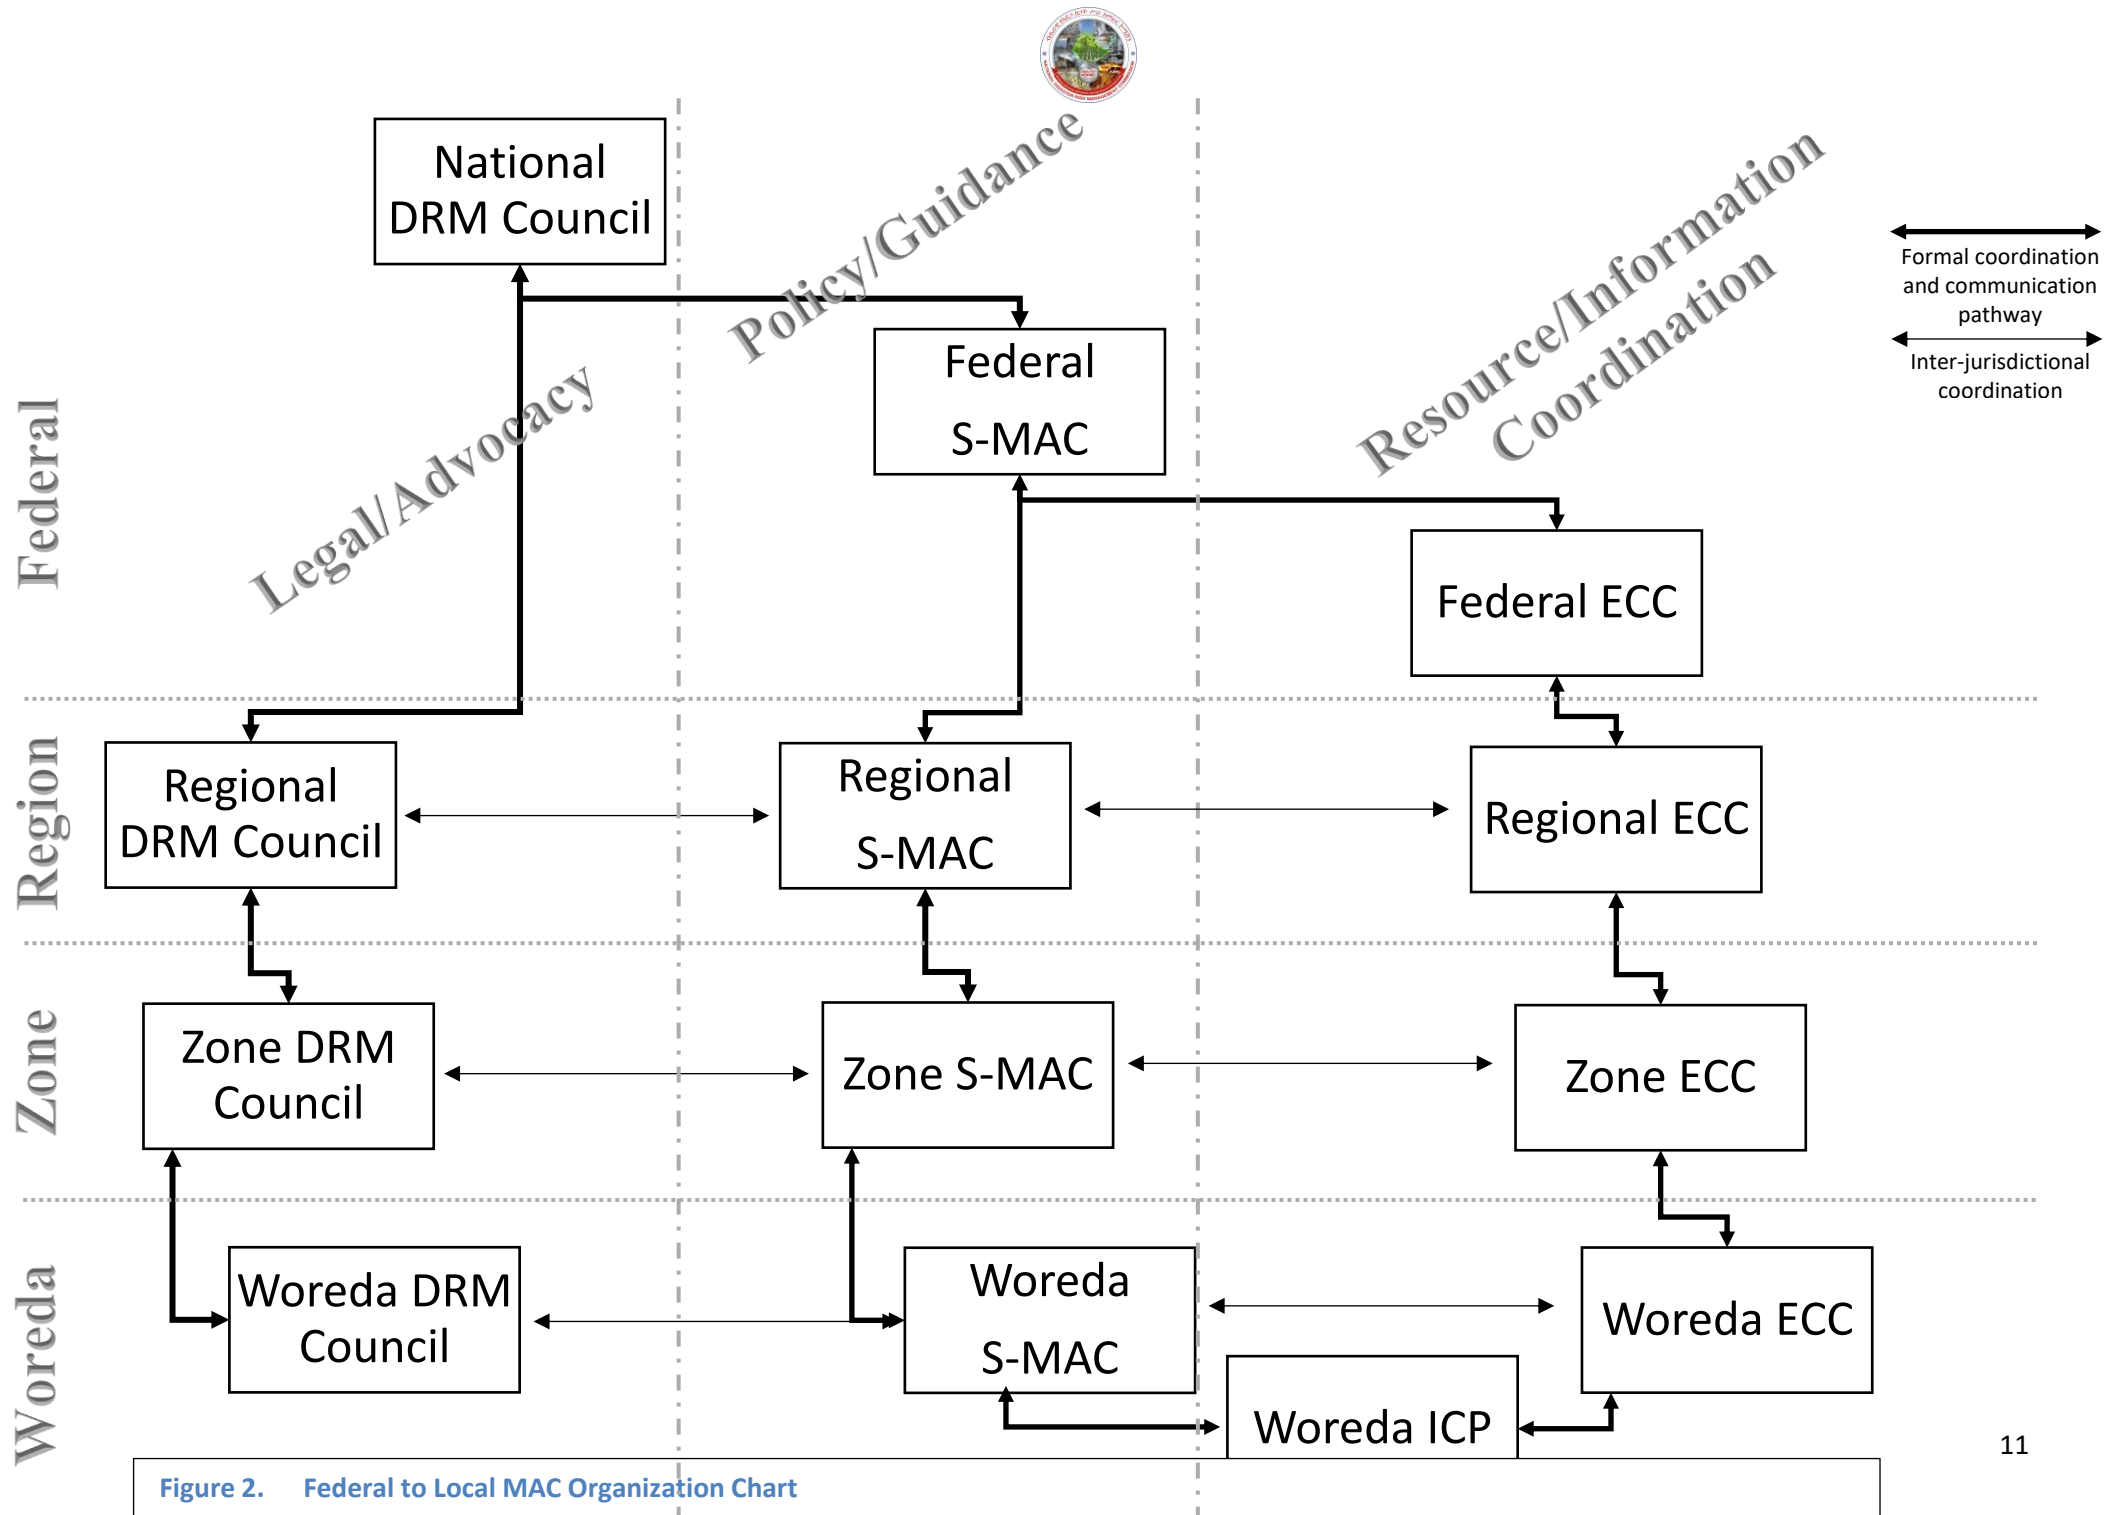 National
DRM Council
Policy/Guidance
Resource/Information
Coordination
Formal coordination
and communication
pathway
Inter-jurisdictional
coordination
Federal
S-MAC
Legal/Advocacy
Federal
Federal ECC
Region
Regional
DRM Council
Regional
S-MAC
Regional ECC
Zone
Zone DRM
Council
Zone S-MAC
Zone ECC
Woreda
Woreda DRM
Council
Woreda
S-MAC
Woreda ECC
Woreda ICP
11
Figure 2. Federal to Local MAC Organization Chart